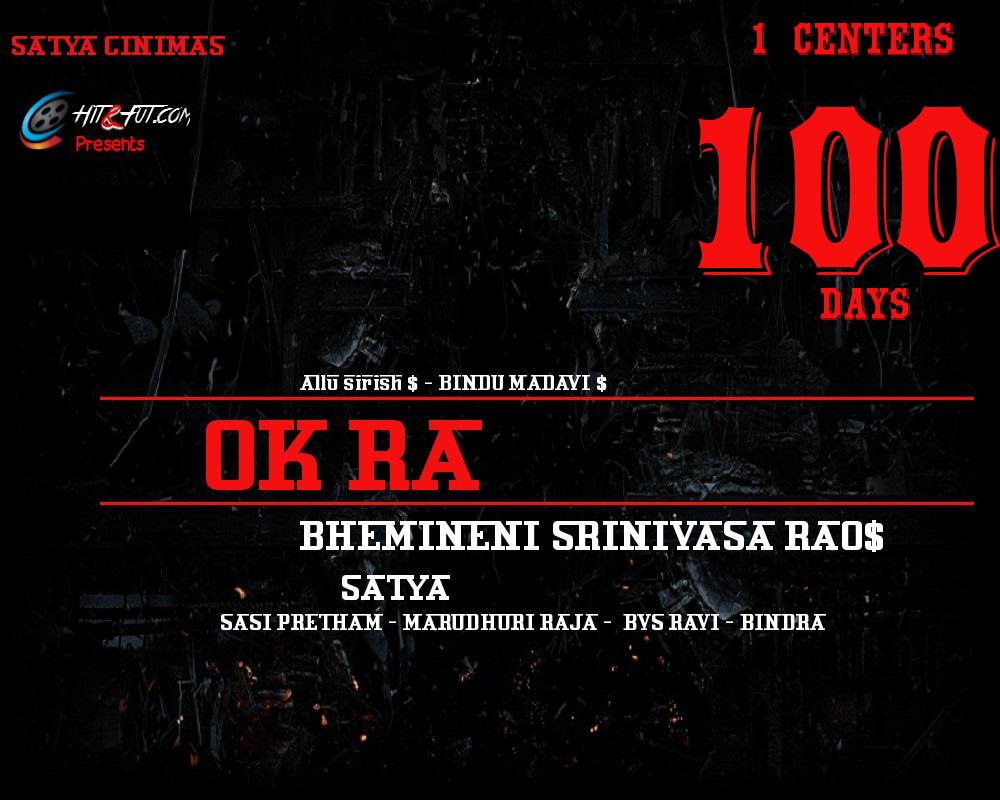 SATYA CINIMAS
1 CENTERS
HIT&FUT.COM
Presents
100
DAYS
Allu sirish $ - BINDU MADAVI $
OK RA
BHEMINENI SRINIVASA RAO$
SATYA
SASI PRETHAM - MARUDHURI RAJA - BVS RAVI - BINDRA